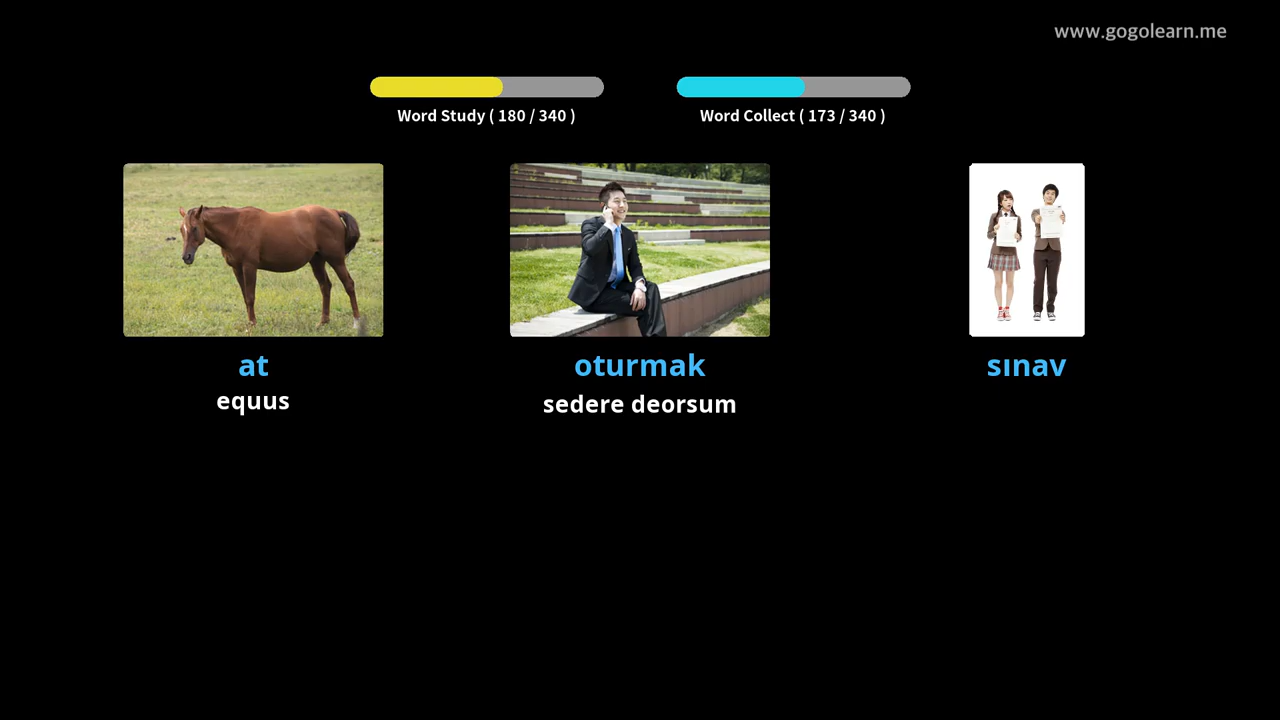 www.gogolearn.me
Word Study ( 180 / 340 )
Word Collect ( 173 / 340 )
at
equus
oturmak
sedere deorsum
sınav